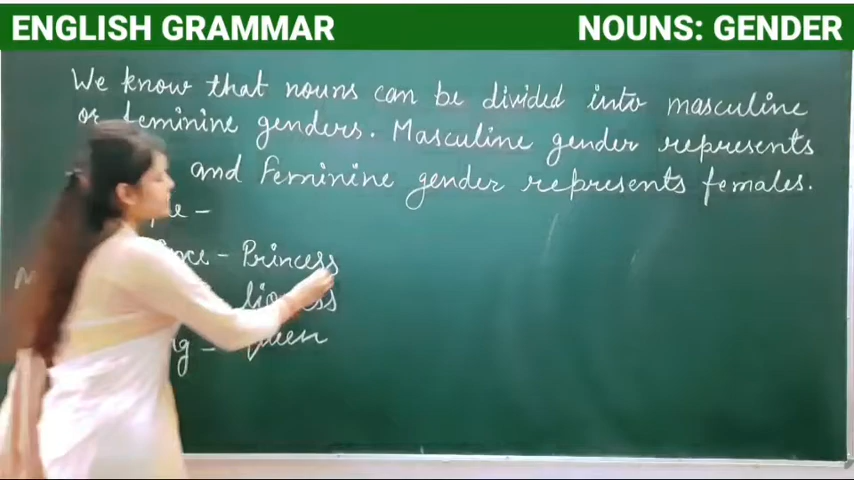 ENGLISH GRAMMAR
NOUNS: GENDER
We know that nouns can be divided into masculine
or feminine genders. Masculine gender represents
and Feminine gender represents females.
- Princess
- Queen